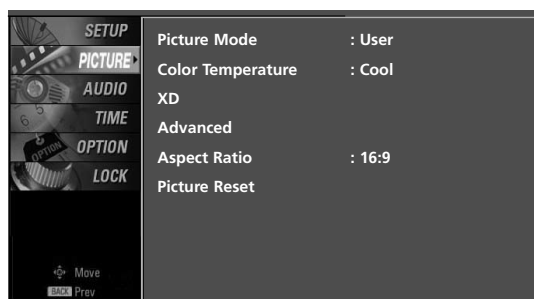 SETUP
PICTURE
AUDIO
TIME
OPTION
LOCK
Picture Mode : User
Color Temperature : Cool
XD
Advanced
Aspect Ratio : 16:9
Picture Reset
OPTION
Move
BACK Prev